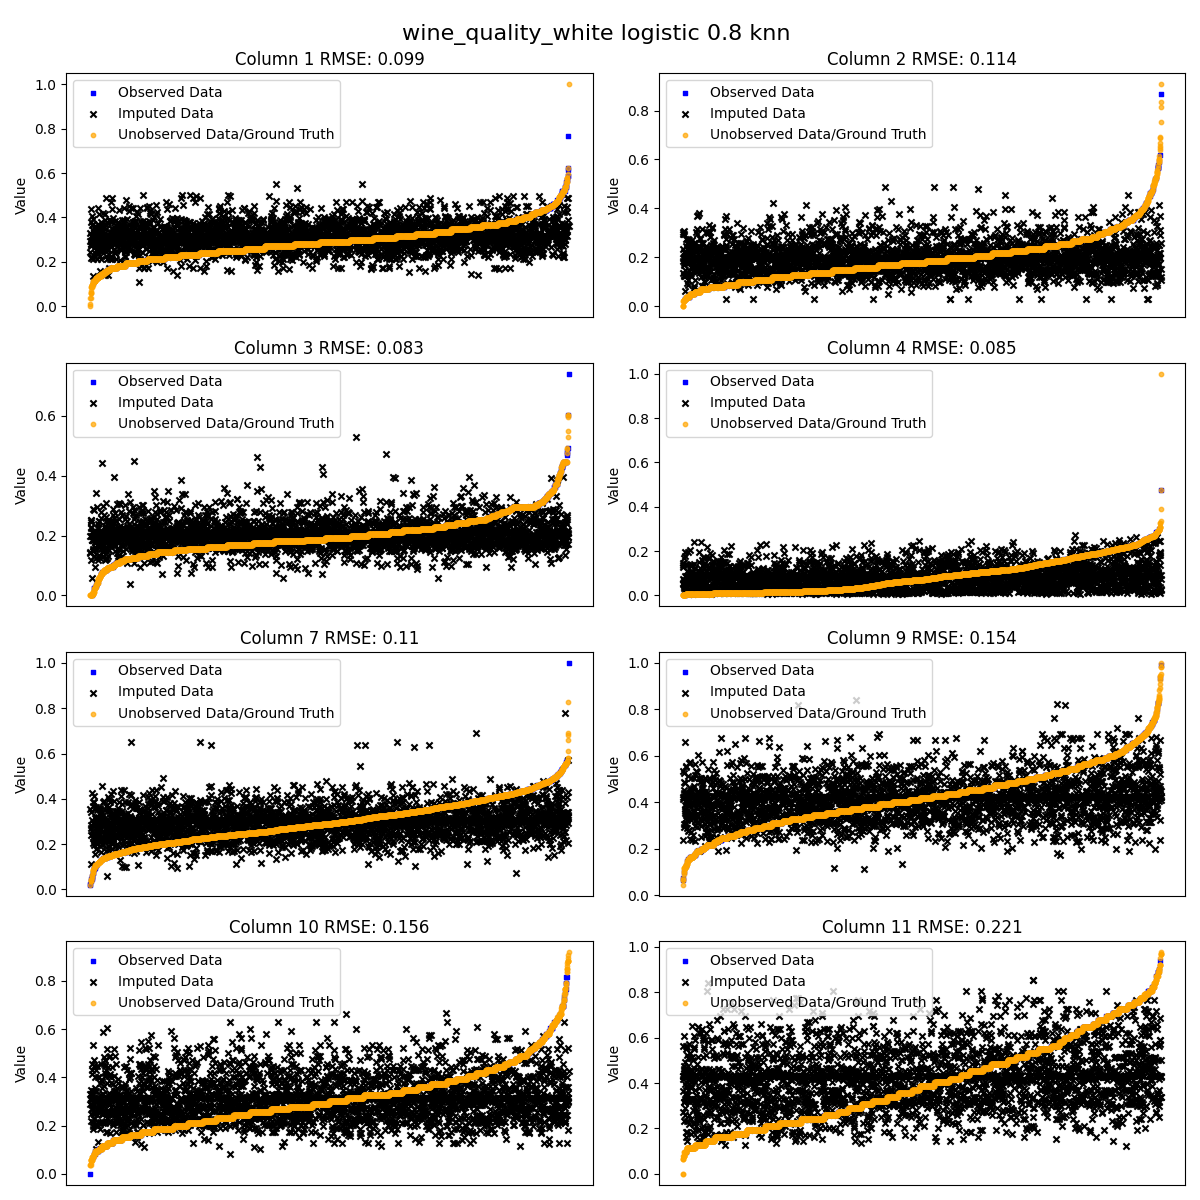 wine_quality_white logistic 0.8 knn
Column 1 RMSE: 0.099
Value
1.0
0.8
0.6
0.4
0.2
0.0
Observed Data
Imputed Data
Unobserved Data/Ground Truth
Column 2 RMSE: 0.114
Value
0.8
0.6
0.4
0.2
0.0
Observed Data
Imputed Data
Unobserved Data/Ground Truth
Column 3 RMSE: 0.083
Value
0.6
0.4
0.2
0.0
Observed Data
Imputed Data
Unobserved Data/Ground Truth
Column 4 RMSE: 0.085
Value
1.0
0.8
0.6
0.4
0.2
0.0
Observed Data
Imputed Data
Unobserved Data/Ground Truth
Column 7 RMSE: 0.11
Value
1.0
0.8
0.6
0.4
0.2
0.0
Observed Data
Imputed Data
Unobserved Data/Ground Truth
Column 9 RMSE: 0.154
Value
1.0
0.8
0.6
0.4
0.2
0.0
Observed Data
Imputed Data
Unobserved Data/Ground Truth
Column 10 RMSE: 0.156
Value
0.8
0.6
0.4
0.2
0.0
Observed Data
Imputed Data
Unobserved Data/Ground Truth
Column 11 RMSE: 0.221
Value
1.0
0.8
0.6
0.4
0.2
0.0
Observed Data
Imputed Data
Unobserved Data/Ground Truth